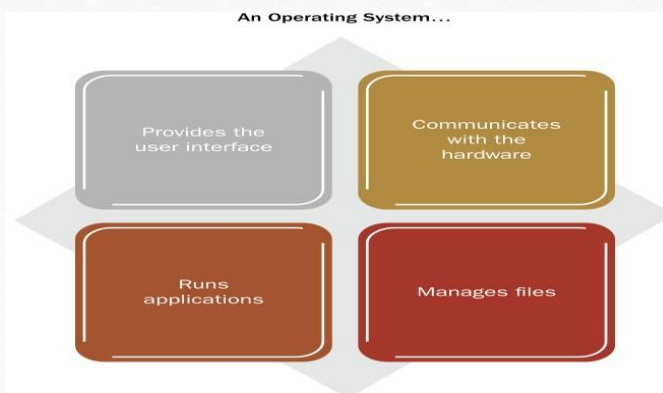 An Operating System...
Provides the
user interface
Communicates
with the
hardware
Runs
applications
Manages files